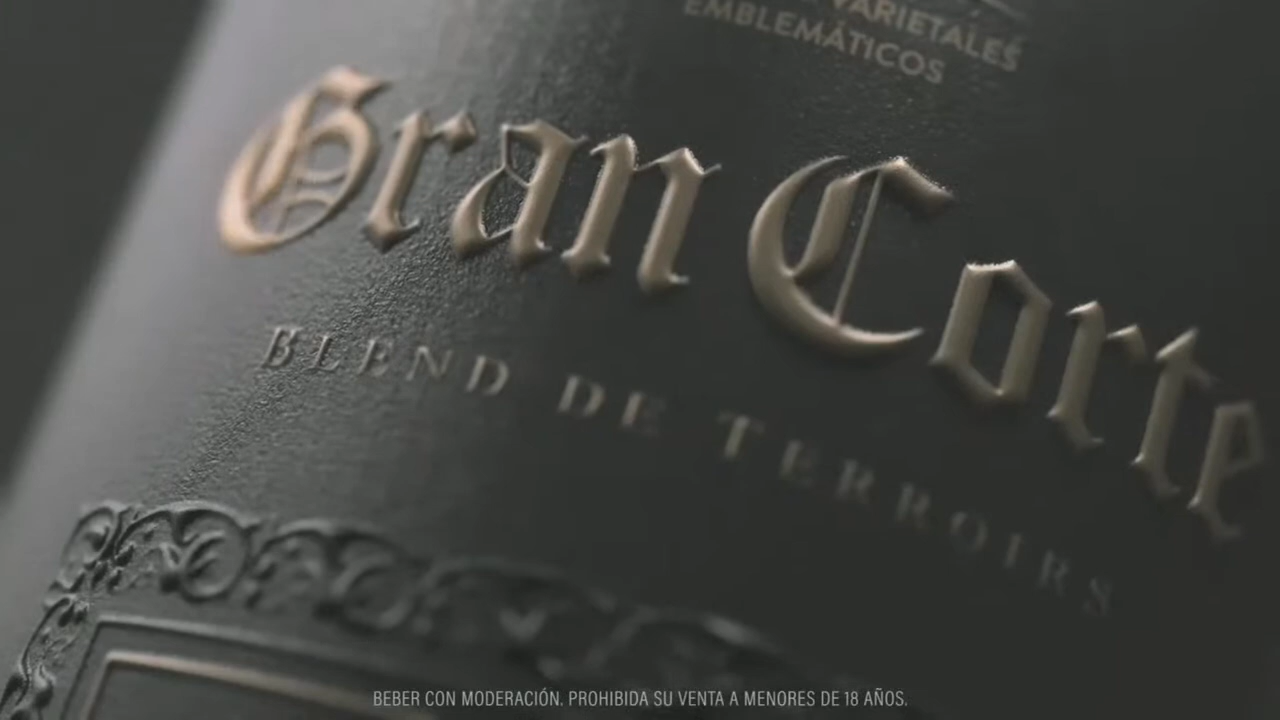 VARIETALES
EMBLEMÁTICOS
Gran Corte
BLEND DE TERROIRS
BEBER CON MODERACIÓN. PROHIBIDA SU VENTA A MENORES DE 18 AÑOS.